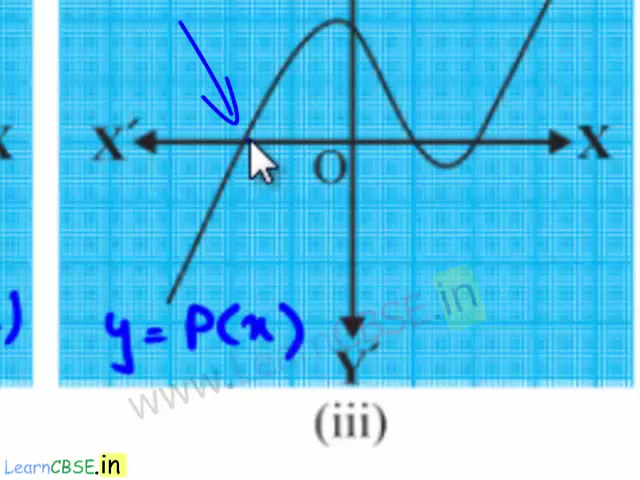 X′ O X
y = P(x)
Y′
www.LearnCBSE.in
(iii)
LearnCBSE.in